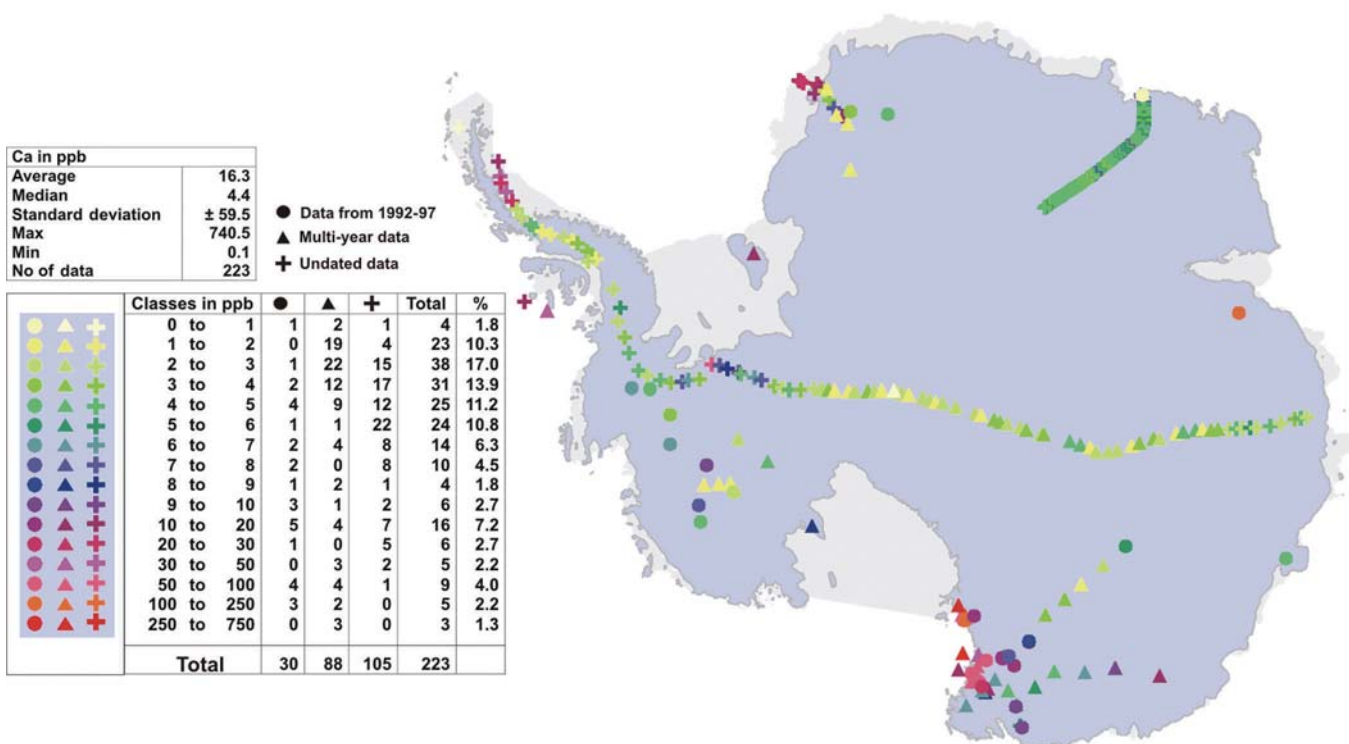 Ca in ppb
Average 16.3
Median 4.4
Standard deviation ± 59.5
Max 740.5
Min 0.1
No of data 223
● Data from 1992-97
▲ Multi-year data
+ Undated data
Classes in ppb ● ▲ + Total %
0 to 1 1 2 1 4 1.8
1 to 2 0 19 4 23 10.3
2 to 3 1 22 15 38 17.0
3 to 4 2 12 17 31 13.9
4 to 5 4 9 12 25 11.2
5 to 6 1 1 22 24 10.8
6 to 7 2 4 8 14 6.3
7 to 8 2 0 8 10 4.5
8 to 9 1 2 1 4 1.8
9 to 10 3 1 2 6 2.7
10 to 20 5 4 7 16 7.2
20 to 30 1 0 5 6 2.7
30 to 50 0 3 2 5 2.2
50 to 100 4 4 1 9 4.0
100 to 250 3 2 0 5 2.2
250 to 750 0 3 0 3 1.3
Total 30 88 105 223